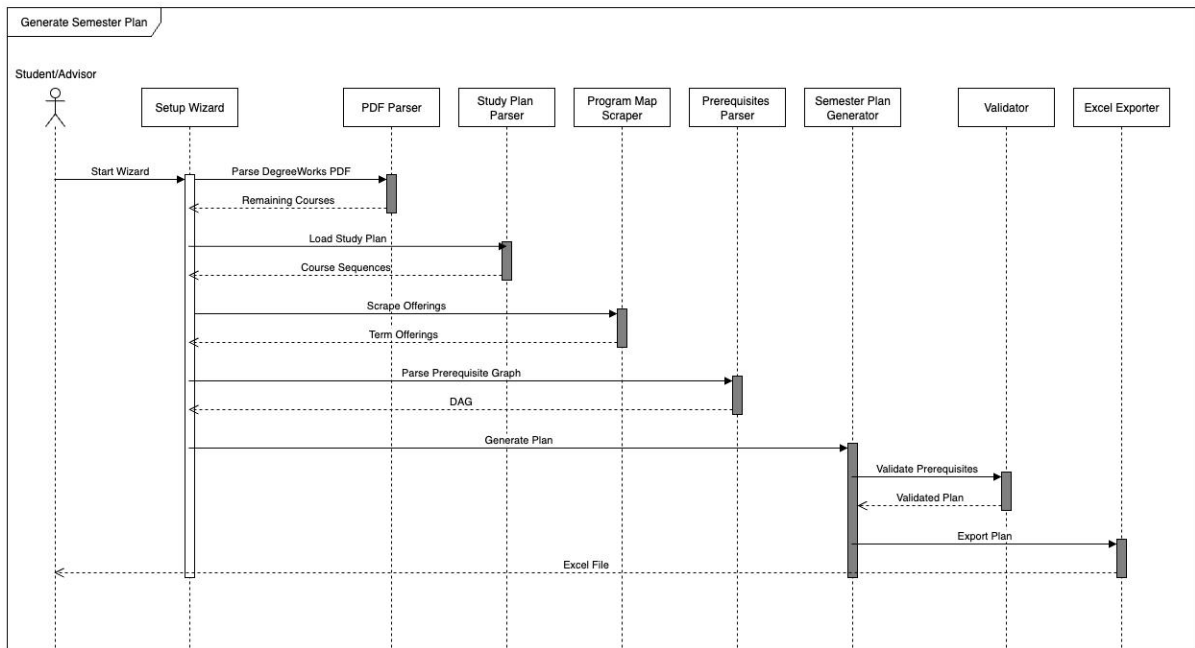 Generate Semester Plan
Student/Advisor
Setup Wizard
PDF Parser
Study Plan
Parser
Program Map
Scraper
Prerequisites
Parser
Semester Plan
Generator
Validator
Excel Exporter
Start Wizard
Parse DegreeWorks PDF
Remaining Courses
Load Study Plan
Course Sequences
Scrape Offerings
Term Offerings
Parse Prerequisite Graph
DAG
Generate Plan
Validate Prerequisites
Validated Plan
Export Plan
Excel File